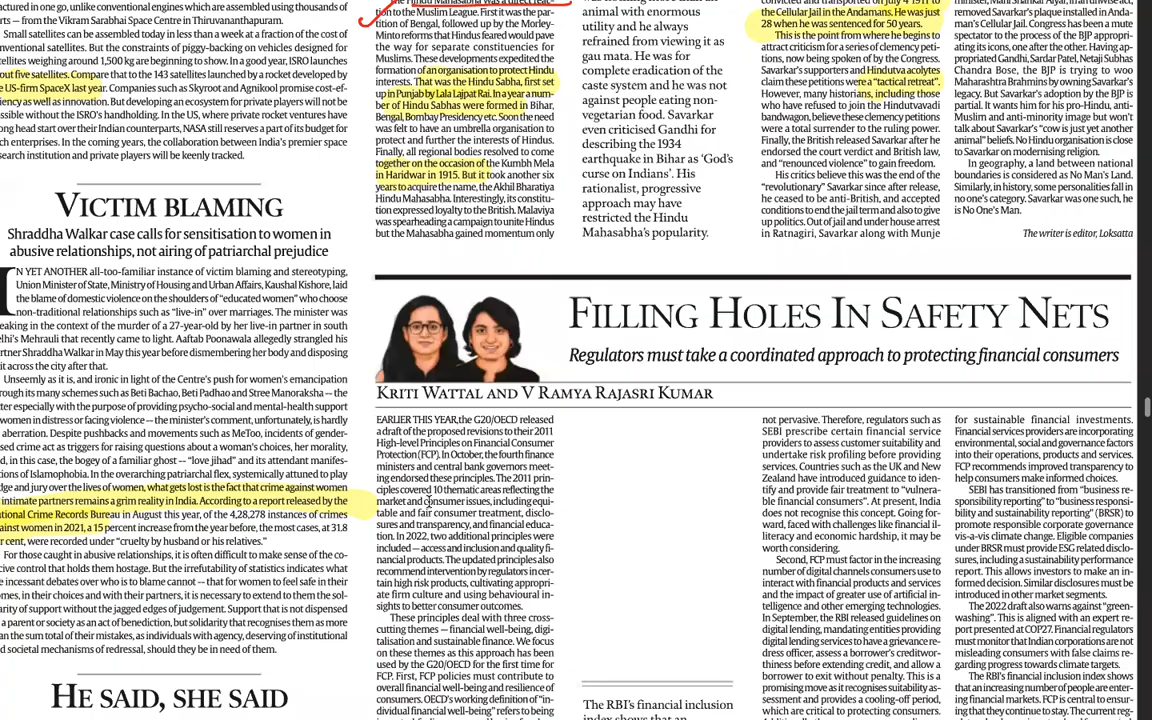 actured in one go, unlike conventional engines which are assembled using thousands of
arts — from the Vikram Sarabhai Space Centre in Thiruvananthapuram.
Small satellites can be assembled today in less than a week at a fraction of the cost of
nventional satellites. But the constraints of piggy-backing on vehicles designed for
tellites weighing around 1,500 kg are beginning to show. In a good year, ISRO launches
out five satellites. Compare that to the 143 satellites launched by a rocket developed by
e US-firm SpaceX last year. Companies such as Skyroot and Agnikool promise cost-ef-
iency as well as innovation. But developing an ecosystem for private players will not be
ssible without the ISRO's handholding. In the US, where private rocket ventures have
ong head start over their Indian counterparts, NASA still reserves a part of its budget for
ch enterprises. In the coming years, the collaboration between India's premier space
search institution and private players will be keenly tracked.
VICTIM BLAMING
Shraddha Walkar case calls for sensitisation to women in
abusive relationships, not airing of patriarchal prejudice
IN YET ANOTHER all-too-familiar instance of victim blaming and stereotyping,
Union Minister of State, Ministry of Housing and Urban Affairs, Kaushal Kishore, laid
the blame of domestic violence on the shoulders of "educated women" who choose
non-traditional relationships such as "live-in" over marriages. The minister was
eaking in the context of the murder of a 27-year-old by her live-in partner in south
elhi's Mehrauli that recently came to light. Aaftab Poonawala allegedly strangled his
rtner Shraddha Walkar in May this year before dismembering her body and disposing
it across the city after that.
Unseemly as it is, and ironic in light of the Centre's push for women's emancipation
rough its many schemes such as Beti Bachao, Beti Padhao and Stree Manoraksha — the
tter especially with the purpose of providing psycho-social and mental-health support
women in distress or facing violence — the minister's comment, unfortunately, is hardly
aberration. Despite pushbacks and movements such as MeToo, incidents of gender-
sed crime act as triggers for raising questions about a woman's choices, her morality,
d, in this case, the bogey of a familiar ghost -- "love jihad" and its attendant manifes-
tions of Islamophobia. In the overarching patriarchal flex, systemically attuned to play
dge and jury over the lives of women, what gets lost is the fact that crime against women
intimate partners remains a grim reality in India. According to a report released by the
ational Crime Records Bureau in August this year, of the 4,28,278 instances of crimes
ainst women in 2021, a 15 percent increase from the year before, the most cases, at 31.8
r cent, were recorded under "cruelty by husband or his relatives."
For those caught in abusive relationships, it is often difficult to make sense of the co-
cive control that holds them hostage. But the irrefutability of statistics indicates what
e incessant debates over who is to blame cannot -- that for women to feel safe in their
omes, in their choices and with their partners, it is necessary to extend to them the sol-
arity of support without the jagged edges of judgement. Support that is not dispensed
a parent or society as an act of benediction, but solidarity that recognises them as more
an the sum total of their mistakes, as individuals with agency, deserving of institutional
d societal mechanisms of redressal, should they be in need of them.
HE SAID, SHE SAID
The Hindu Mahasabha was a direct reac-
tion to the Muslim League. First it was the par-
tition of Bengal, followed up by the Morley-
Minto reforms that Hindus feared would pave
the way for separate constituencies for
Muslims. These developments expedited the
formation of an organisation to protect Hindu
interests. That was the Hindu Sabha, first set
up in Punjab by Lala Lajpat Rai. In a year a num-
ber of Hindu Sabhas were formed in Bihar,
Bengal, Bombay Presidency etc. Soon the need
was felt to have an umbrella organisation to
protect and further the interests of Hindus.
Finally, all regional bodies resolved to come
together on the occasion of the Kumbh Mela
in Haridwar in 1915. But it took another six
years to acquire the name, the Akhil Bharatiya
Hindu Mahasabha. Interestingly, its constitu-
tion expressed loyalty to the British. Malaviya
was spearheading a campaign to unite Hindus
but the Mahasabha gained momentum only
animal with enormous
utility and he always
refrained from viewing it as
gau mata. He was
for complete eradication of the
caste system and he was not
against people eating non-
vegetarian food. Savarkar
even criticised Gandhi for
describing the 1934
earthquake in Bihar as 'God's
curse on Indians'. His
rationalist, progressive
approach may have
restricted the Hindu
Mahasabha's popularity.
convicted and transported on July 4 1911 to
the Cellular Jail in the Andamans. He was just
28 when he was sentenced for 50 years.
This is the point from where he begins to
attract criticism for a series of clemency peti-
tions, now being spoken of by the Congress.
Savarkar's supporters and Hindutva acolytes
claim these petitions were a "tactical retreat".
However, many historians, including those
who have refused to join the Hindutvavadi
bandwagon, believe these clemency petitions
were a total surrender to the ruling power.
Finally, the British released Savarkar after he
endorsed the court verdict and British law,
and "renounced violence" to gain freedom.
His critics believe this was the end of the
"revolutionary" Savarkar since after release,
he ceased to be anti-British, and accepted
conditions to end the jail term and also to give
up politics. Out of jail and under house arrest
in Ratnagiri, Savarkar along with Munje
minister, Mani Shankar Aiyar, in an unwise act,
removed Savarkar's plaque installed in Anda-
man's Cellular Jail. Congress has been a mute
spectator to the process of the BJP appropri-
ating its icons, one after the other. Having ap-
propriated Gandhi, Sardar Patel, Netaji Subhas
Chandra Bose, the BJP is trying to woo
Maharashtra Brahmins by owning Savarkar's
legacy. But Savarkar's adoption by the BJP is
partial. It wants him for his pro-Hindu, anti-
Muslim and anti-minority image but won't
talk about Savarkar's "cow is just yet another
animal" beliefs. No Hindu organisation is close
to Savarkar on modernising religion.
In geography, a land between national
boundaries is considered as No Man's Land.
Similarly, in history, some personalities fall in
no one's category. Savarkar was one such, he
is No One's Man.
The writer is editor, Loksatta
FILLING HOLES IN SAFETY NETS
Regulators must take a coordinated approach to protecting financial consumers
KRITI WATTAL AND V RAMYA RAJASRI KUMAR
EARLIER THIS YEAR, the G20/OECD released
a draft of the proposed revisions to their 2011
High-level Principles on Financial Consumer
Protection (FCP). In October, the fourth finance
ministers and central bank governors meet-
ing endorsed these principles. The 2011 prin-
ciples covered 10 thematic areas reflecting the
market and consumer issues, including equi-
table and fair consumer treatment, disclo-
sures and transparency, and financial educa-
tion. In 2022, two additional principles were
included — access and inclusion and quality fi-
nancial products. The updated principles also
recommend intervention by regulators in cer-
tain high risk products, cultivating appropri-
ate firm culture and using behavioural in-
sights to better consumer outcomes.
These principles deal with three cross-
cutting themes — financial well-being, digi-
talisation and sustainable finance. We focus
on these themes as this approach has been
used by the G20/OECD for the first time for
FCP. First, FCP policies must contribute to
overall financial well-being and resilience of
consumers. OECD's working definition of "in-
dividual financial well-being" refers to being
The RBI's financial inclusion
index shows that an
not pervasive. Therefore, regulators such as
SEBI prescribe certain financial service
providers to assess customer suitability and
undertake risk profiling before providing
services. Countries such as the UK and New
Zealand have introduced guidance to iden-
tify and provide fair treatment to "vulnera-
ble financial consumers". At present, India
does not recognise this concept. Going for-
ward, faced with challenges like financial il-
literacy and economic hardship, it may be
worth considering.
Second, FCP must factor in the increasing
number of digital channels consumers use to
interact with financial products and services
and the impact of greater use of artificial in-
telligence and other emerging technologies.
In September, the RBI released guidelines on
digital lending, mandating entities providing
digital lending services to have a grievance re-
dress officer, assess a borrower's creditwor-
thiness before extending credit, and allow a
borrower to exit without penalty. This is a
promising move as it recognises suitability as-
sessment and provides a cooling-off period,
which are critical to protecting consumers.
for sustainable financial investments.
Financial services providers are incorporating
environmental, social and governance factors
into their operations, products and services.
FCP recommends improved transparency to
help consumers make informed choices.
SEBI has transitioned from "business re-
sponsibility reporting" to "business responsi-
bility and sustainability reporting" (BRSR) to
promote responsible corporate governance
vis-a-vis climate change. Eligible companies
under BRSR must provide ESG related disclo-
sures, including a sustainability performance
report. This allows investors to make an in-
formed decision. Similar disclosures must be
introduced in other market segments.
The 2022 draft also warns against "green-
washing". This is aligned with an expert re-
port presented at COP27. Financial regulators
must monitor that Indian corporations are not
misleading consumers with false claims re-
garding progress towards climate targets.
The RBI's financial inclusion index shows
that an increasing number of people are enter-
ing financial markets. FCP is central to ensur-
ing that they continue to stay. The current reg-